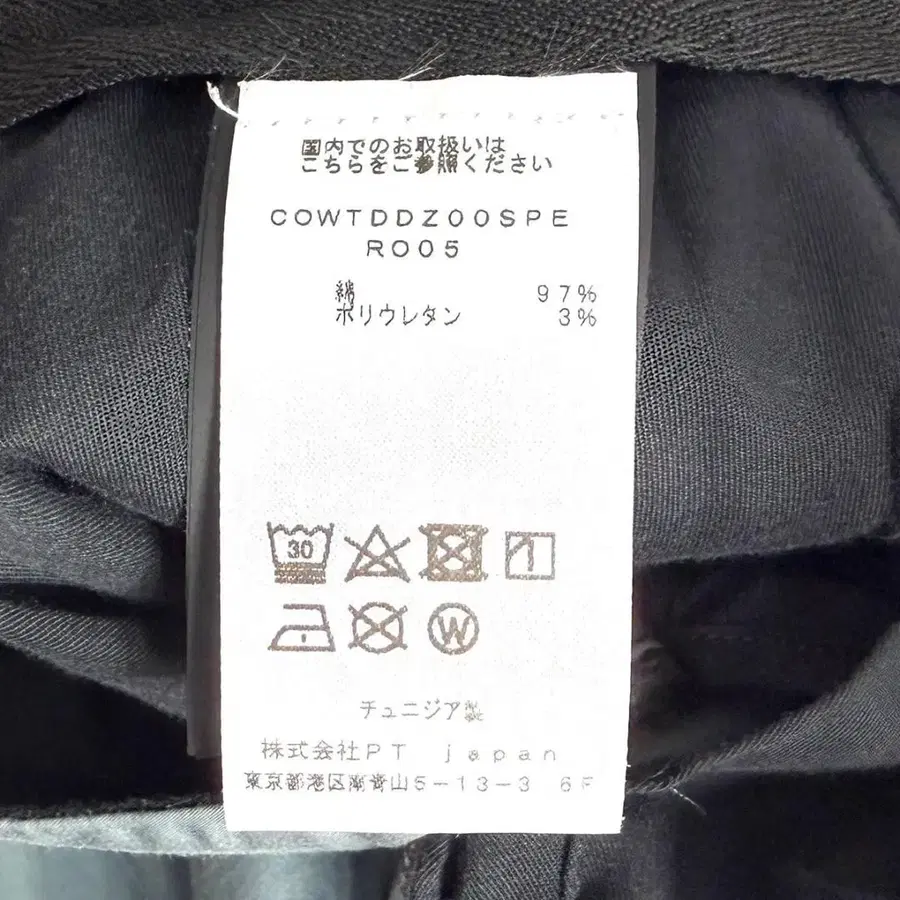 国内でのお取扱いは
こちらをご参照ください
COWTDDZ00SPE
R005
綿 97%
ポリウレタン 3%
30
W
チュニジア製
株式会社PT japan
東京都港区南青山5-13-3 6F